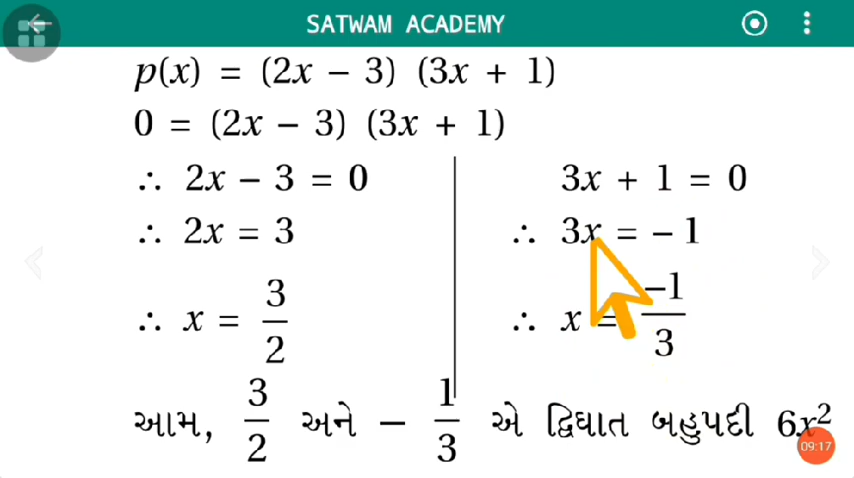 SATWAM ACADEMY
p(x) = (2x − 3) (3x + 1)
0 = (2x − 3) (3x + 1)
∴ 2x − 3 = 0
∴ 2x = 3
∴ x = 3/2
3x + 1 = 0
∴ 3x = − 1
∴ x = −1/3
આમ, 3/2 અને − 1/3 એ દ્વિઘાત બહુપદી 6x²
09:17